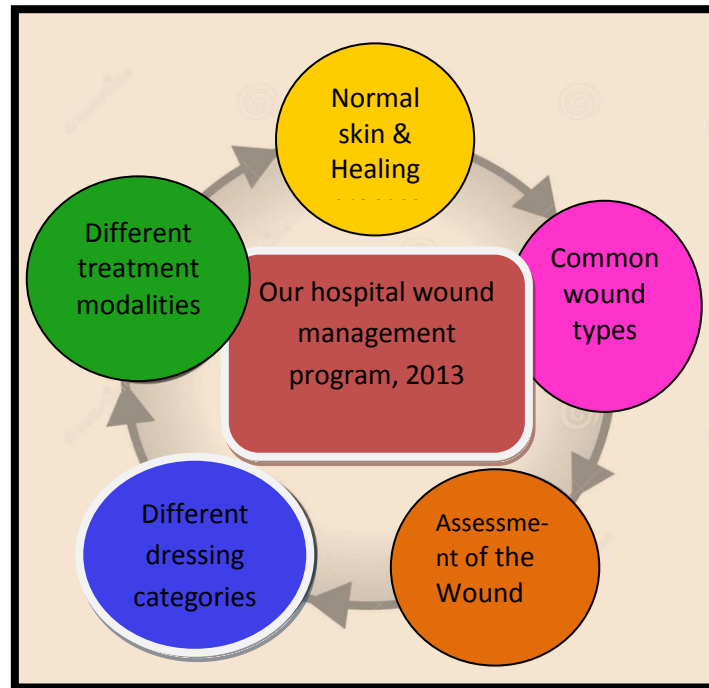 Normal
skin &
Healing
Different
treatment
modalities
Common
wound
types
Our hospital wound
management
program, 2013
Different
dressing
categories
Assessme-
nt of the
Wound